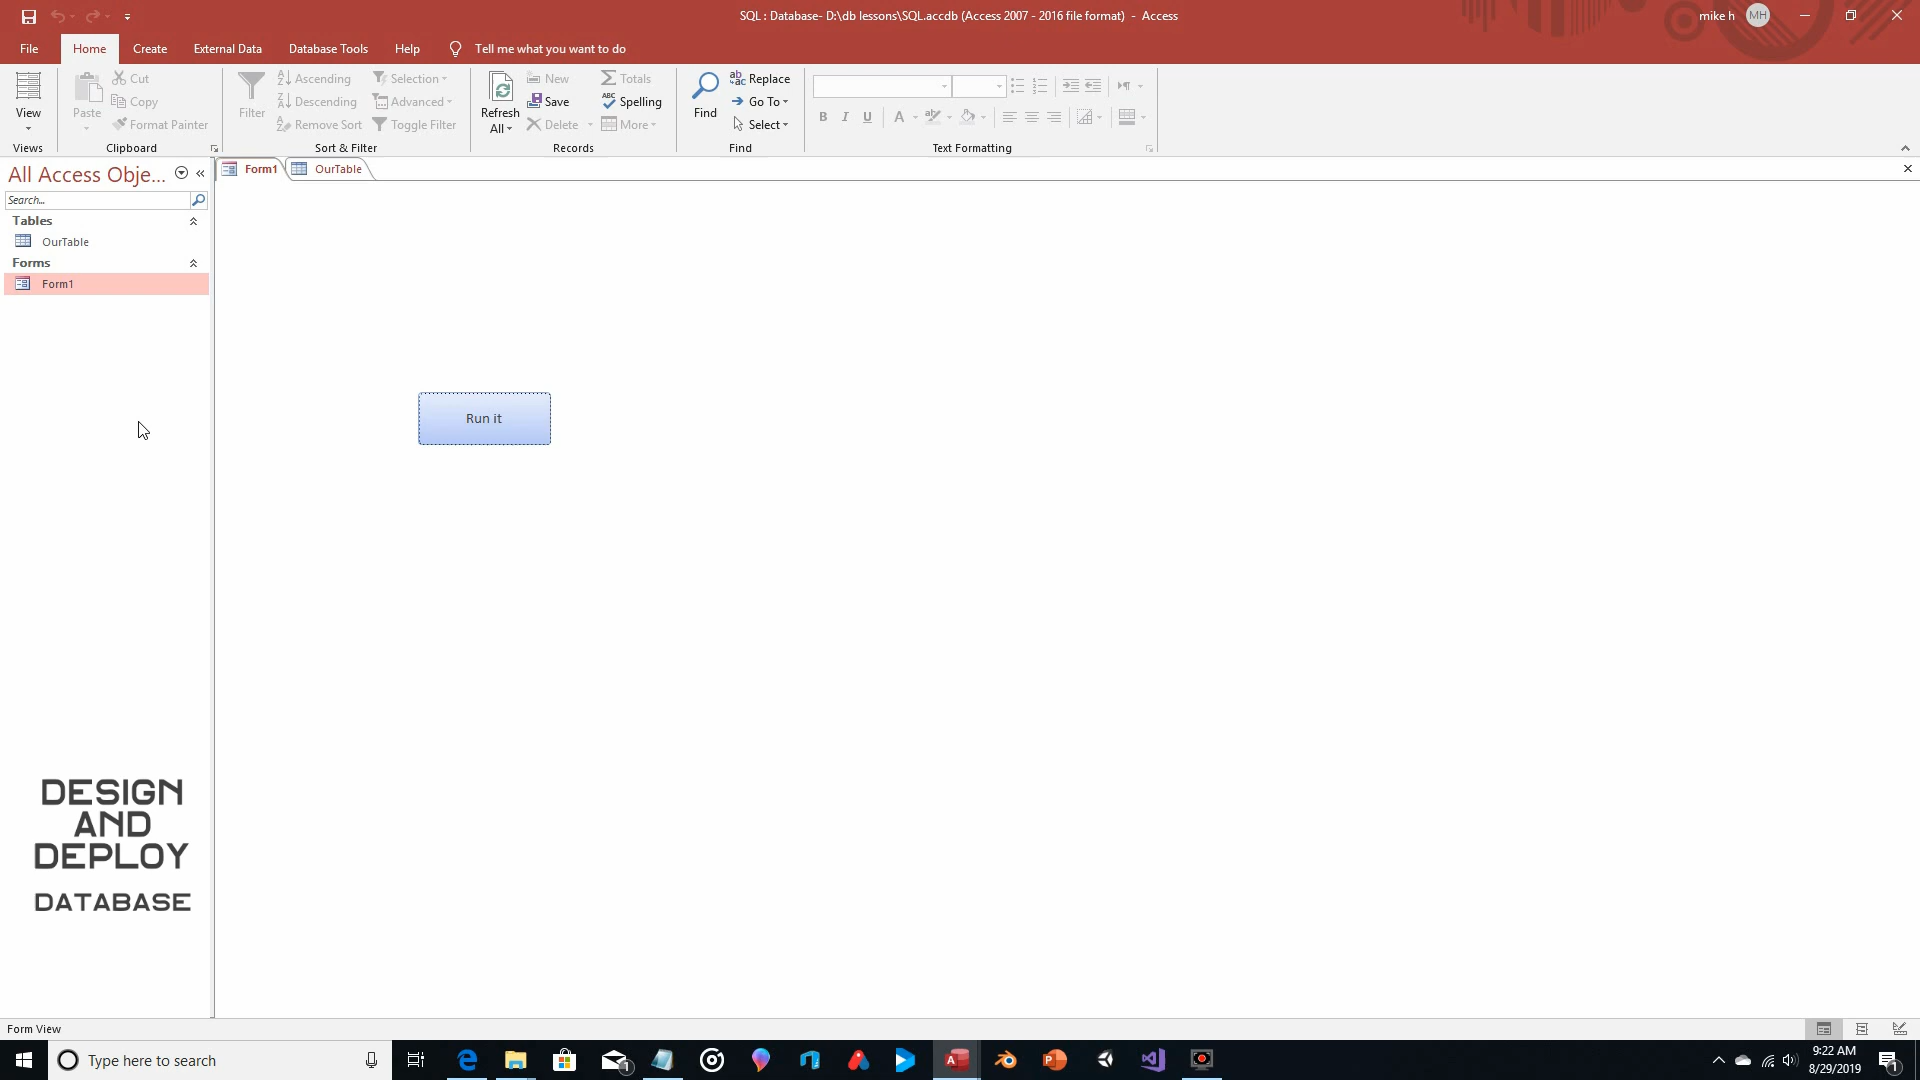 SQL : Database- D:\db lessons\SQL.accdb (Access 2007 - 2016 file format) - Access
mike h
MH
File
Home
Create
External Data
Database Tools
Help
Tell me what you want to do
View
Views
Paste
Cut
Copy
Format Painter
Clipboard
Filter
Ascending
Descending
Remove Sort
Selection
Advanced
Toggle Filter
Sort & Filter
Refresh
All
New
Save
Delete
Totals
Spelling
More
Records
Find
Replace
Go To
Select
Find
B I U A
Text Formatting
All Access Obje...
Search...
Tables
OurTable
Forms
Form1
Form1
OurTable
Run it
DESIGN
AND
DEPLOY
DATABASE
Form View
Type here to search
1
9:22 AM
8/29/2019
1